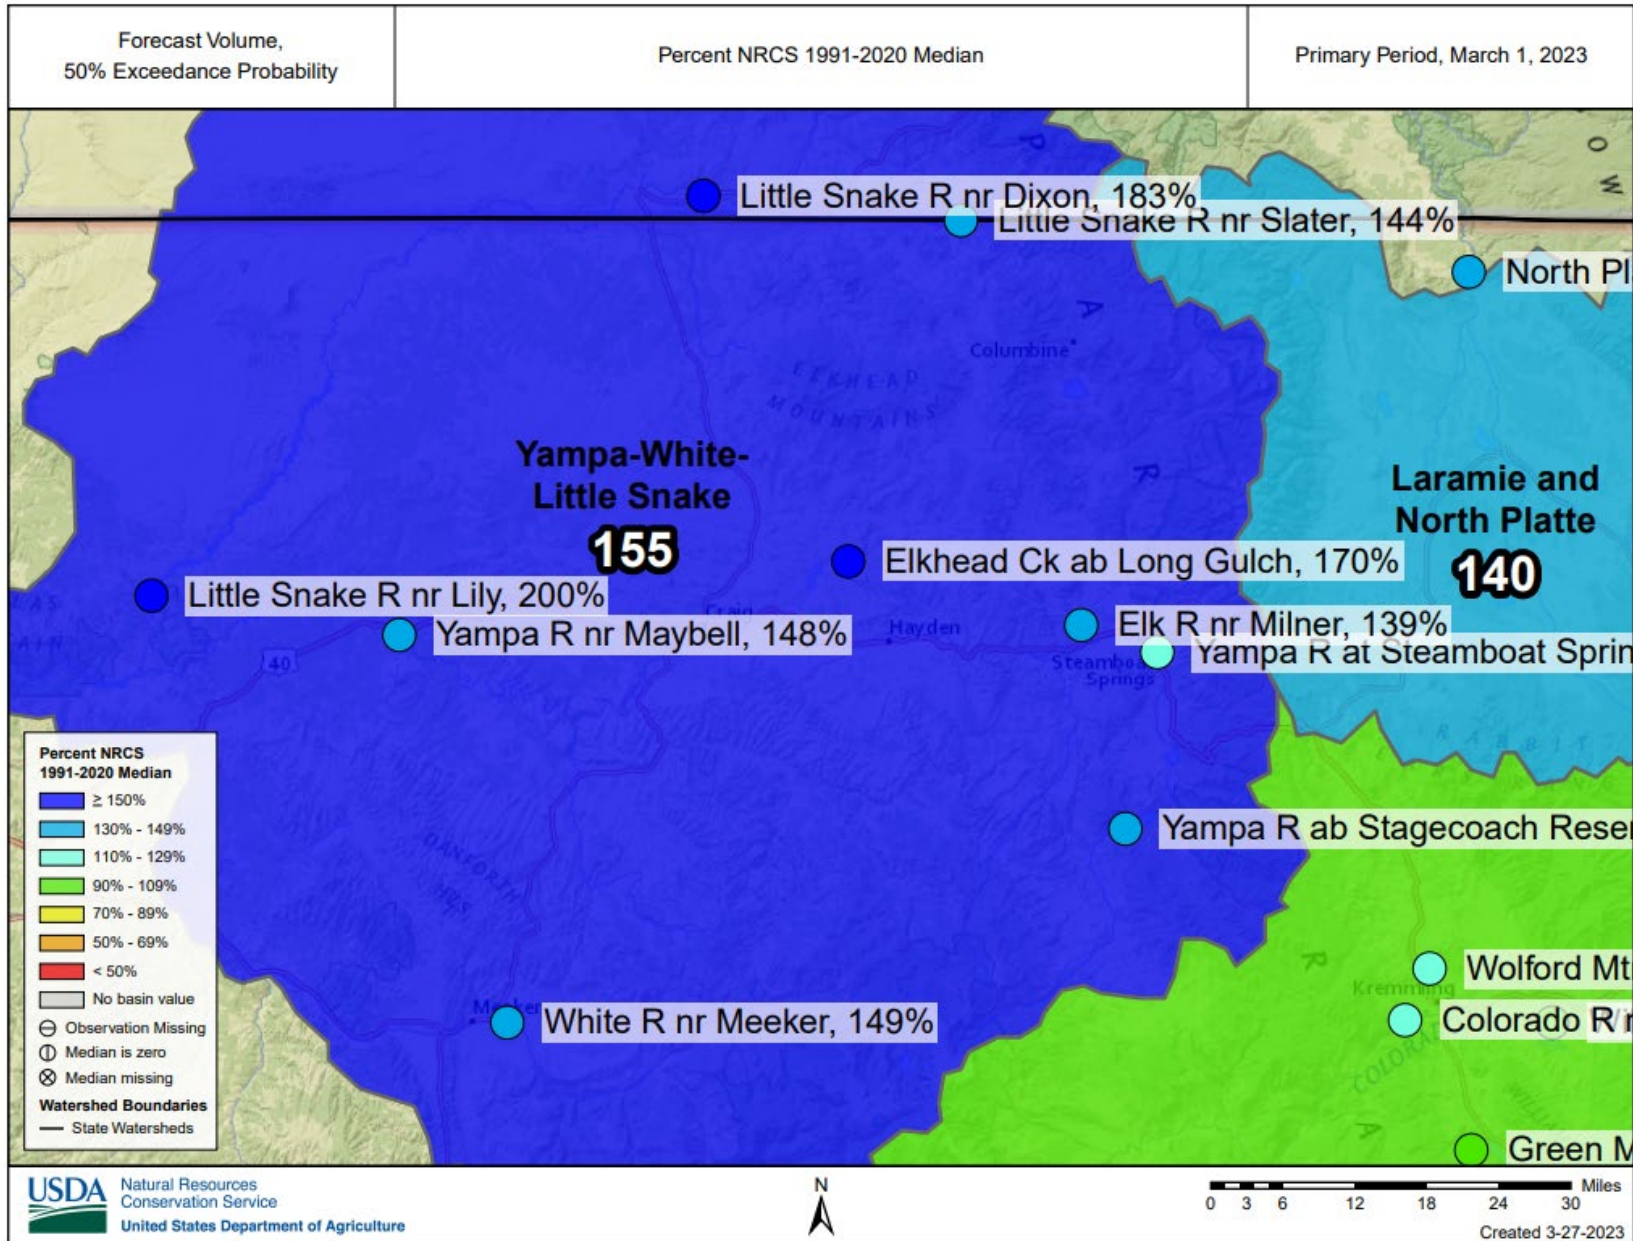 Forecast Volume,
50% Exceedance Probability
Percent NRCS 1991-2020 Median
Primary Period, March 1, 2023
P
O
W
Little Snake R nr Dixon, 183%
Little Snake R nr Slater, 144%
North Pl
A
Columbine
ELKHEAD
MOUNTAINS
R
Yampa-White-
Little Snake
155
Laramie and
North Platte
140
Elkhead Ck ab Long Gulch, 170%
Little Snake R nr Lily, 200%
Craig
Hayden
Elk R nr Milner, 139%
Yampa R nr Maybell, 148%
Yampa R at Steamboat Sprin
Steamboa
Springs
40
RABBIT
Percent NRCS
1991-2020 Median
≥ 150%
130% - 149%
110% - 129%
90% - 109%
70% - 89%
50% - 69%
< 50%
No basin value
Observation Missing
Median is zero
Median missing
Watershed Boundaries
State Watersheds
Yampa R ab Stagecoach Reser
DANFORTH
HILLS
R
Wolford Mt
Kremmling
Meeker
White R nr Meeker, 149%
Colorado R
A
Green M
USDA
Natural Resources
Conservation Service
United States Department of Agriculture
N
Miles
0 3 6 12 18 24 30
Created 3-27-2023